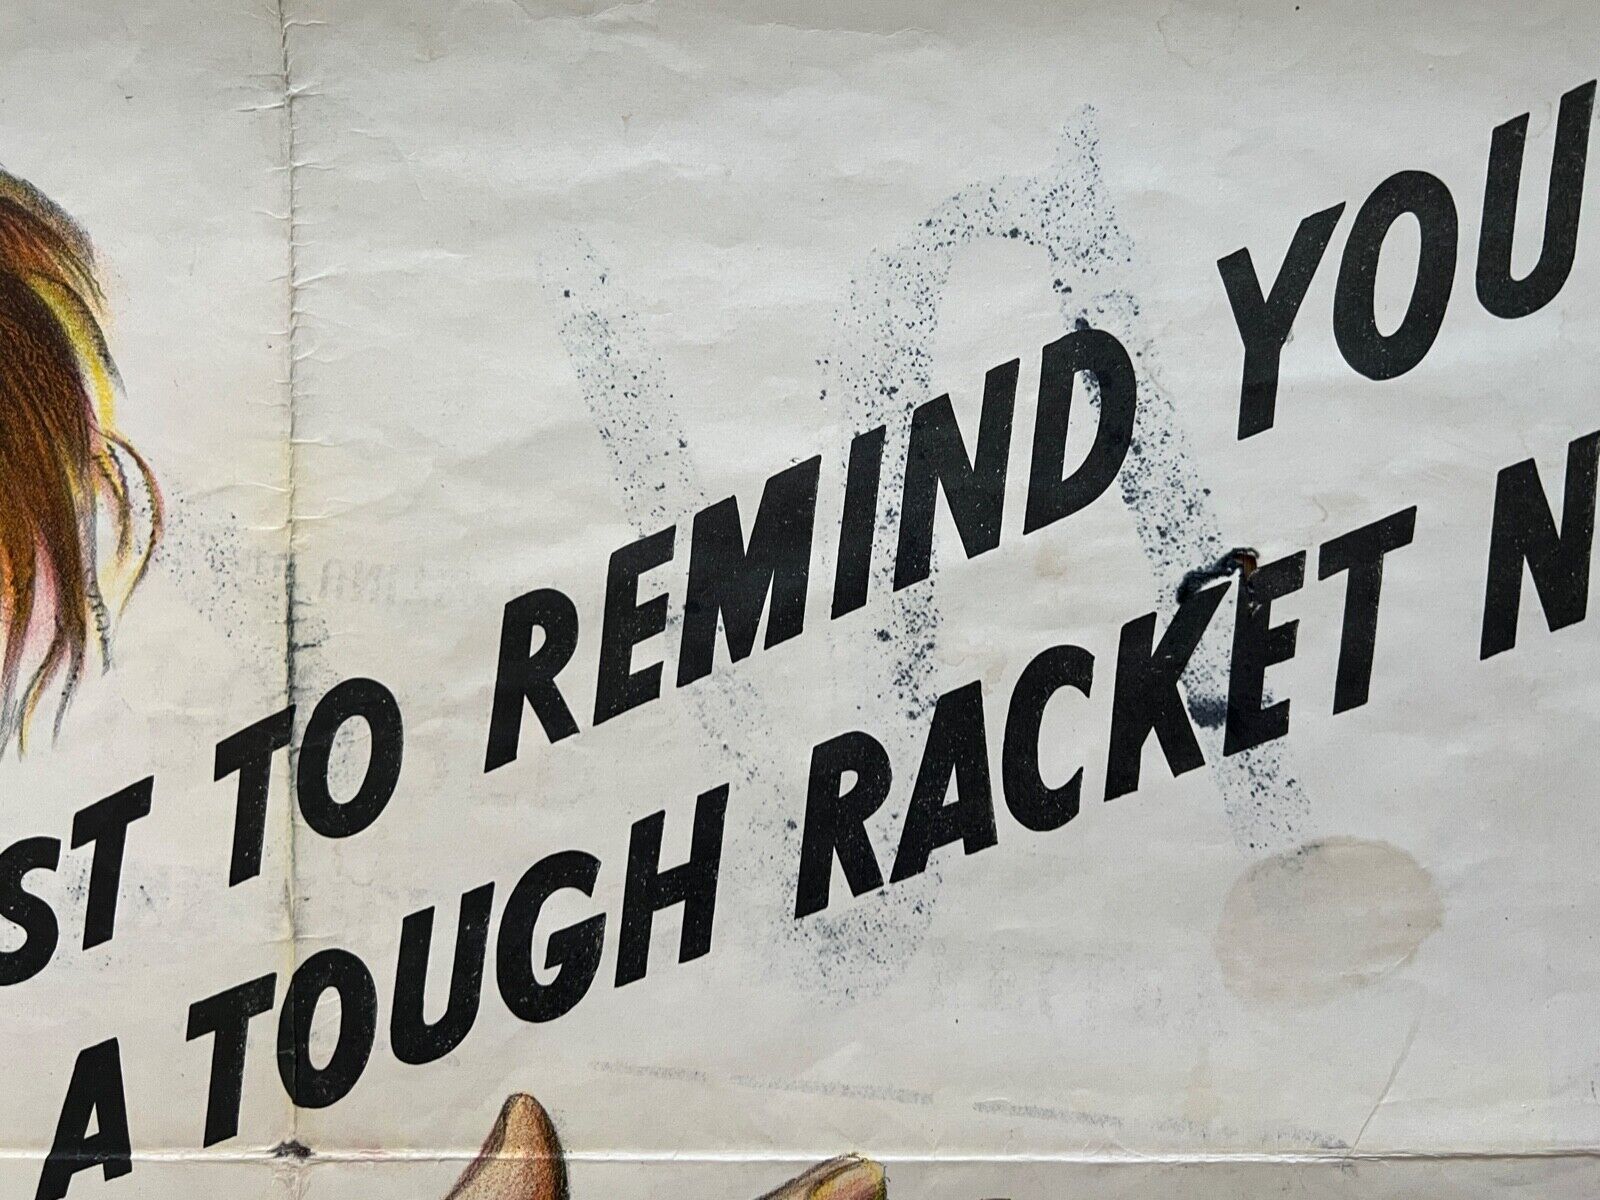 ST TO REMIND YOU
A TOUGH RACKET N